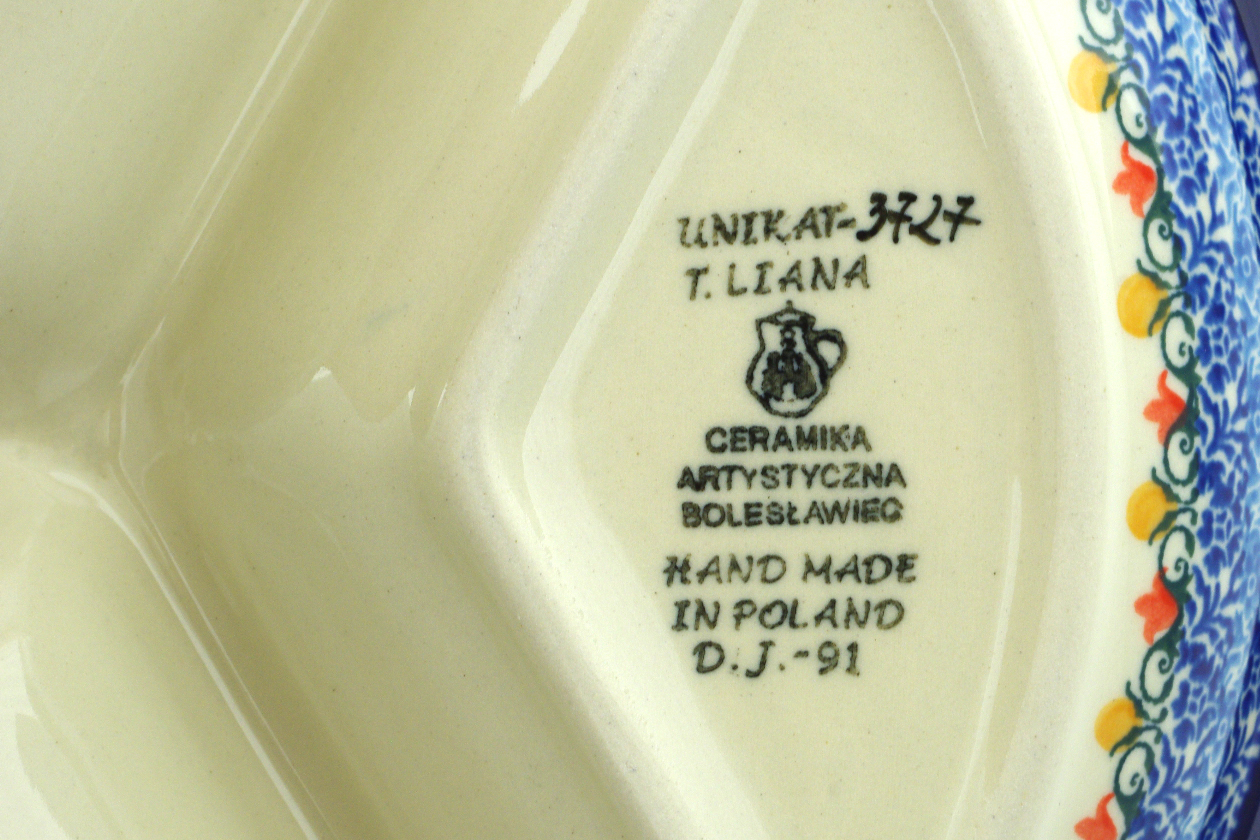 UNIKAT-3727
T. LIANA
CERAMIKA
ARTYSTYCZNA
BOLESŁAWIEC
HAND MADE
IN POLAND
D.J.-91